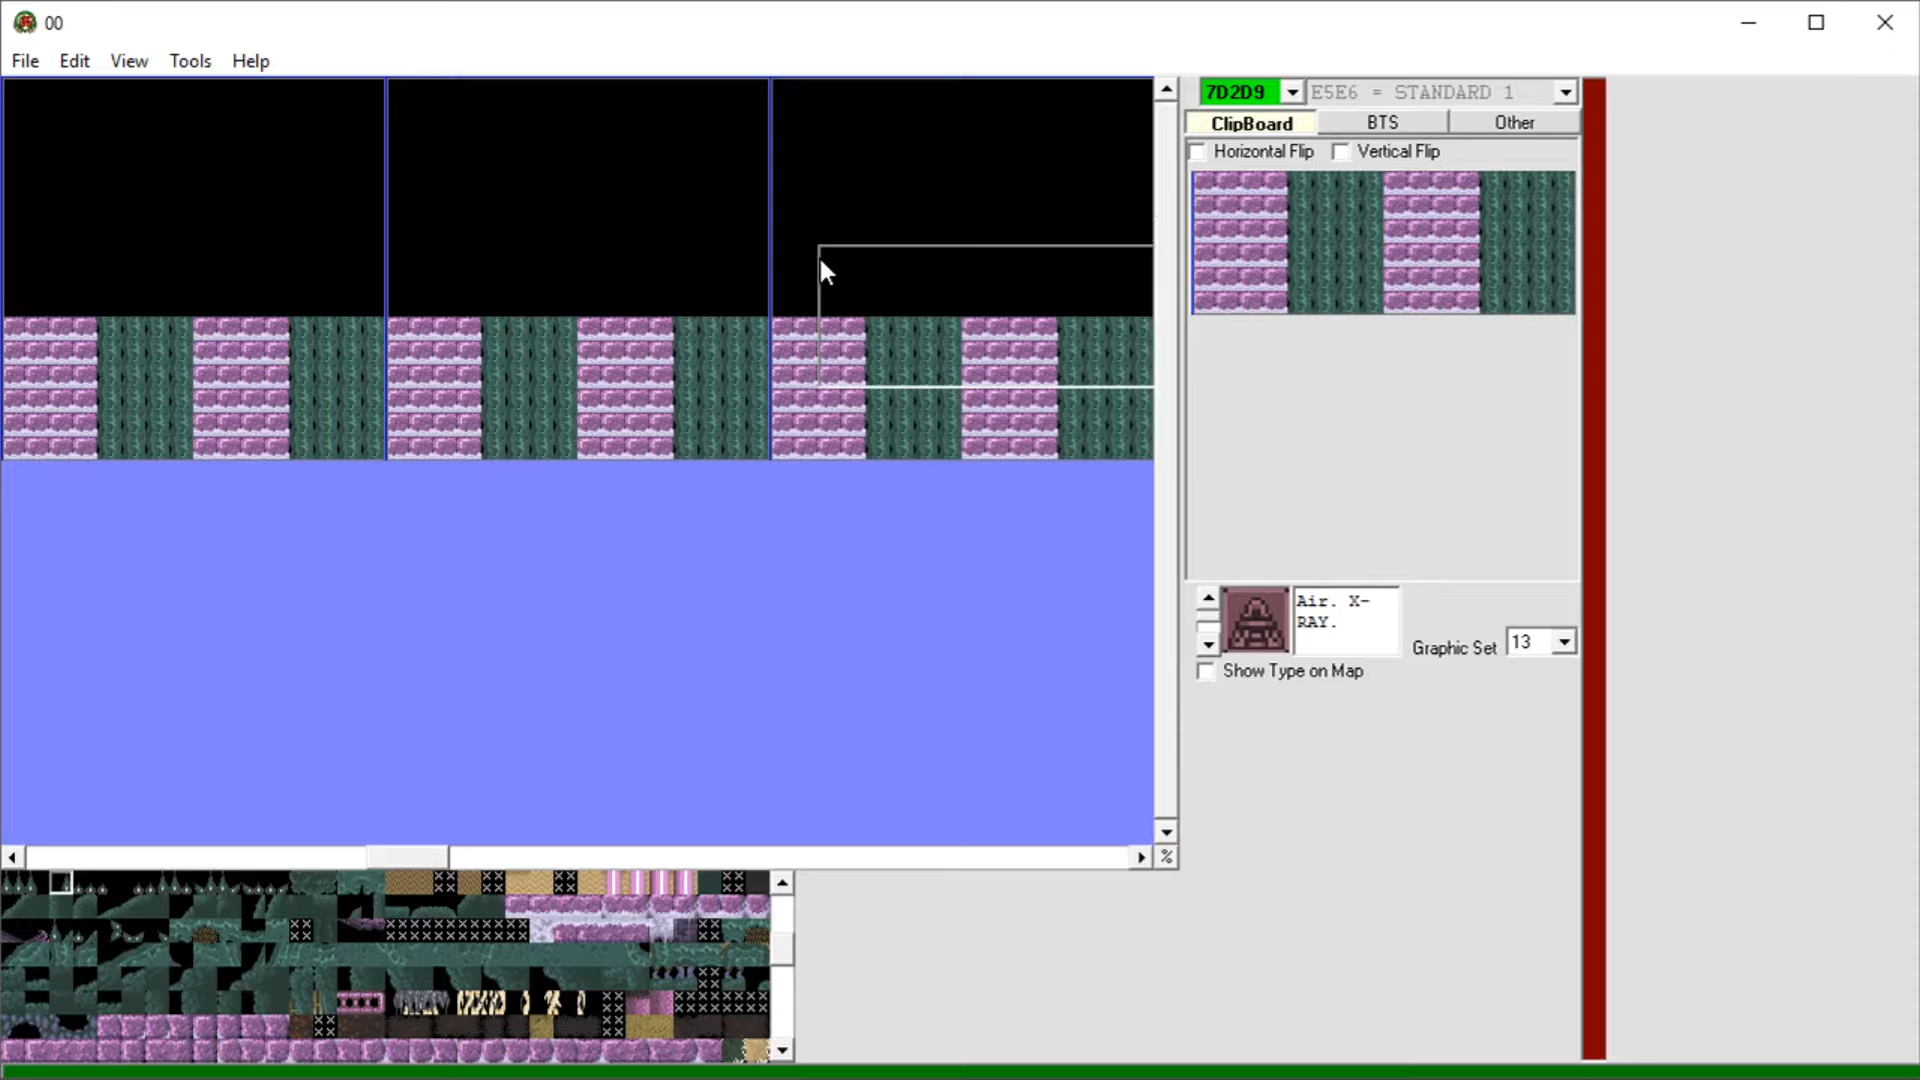 00
File Edit View Tools Help
7D2D9 E5E6 = STANDARD 1
ClipBoard BTS Other
Horizontal Flip Vertical Flip
Air. X-
RAY.
Graphic Set 13
Show Type on Map
%